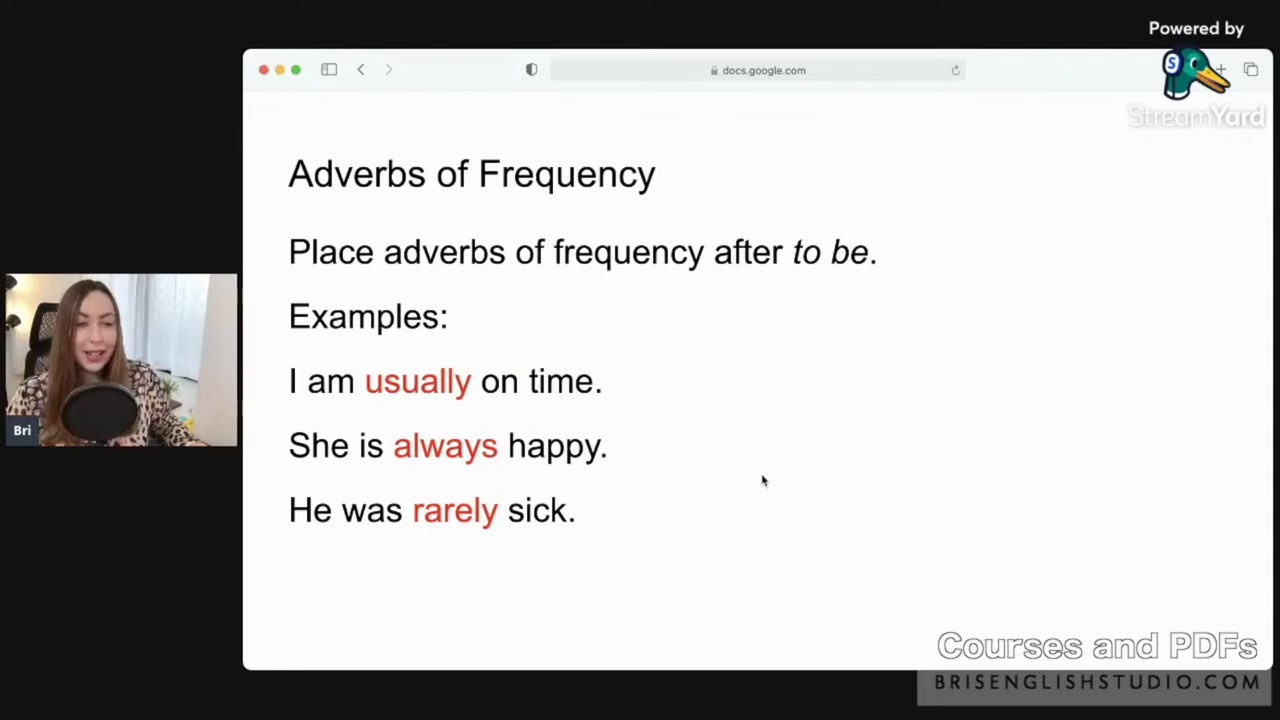 Powered by
docs.google.com
StreamYard
Adverbs of Frequency
Place adverbs of frequency after to be.
Examples:
I am usually on time.
She is always happy.
He was rarely sick.
Bri
Courses and PDFs
BRISENGLISHSTUDIO.COM